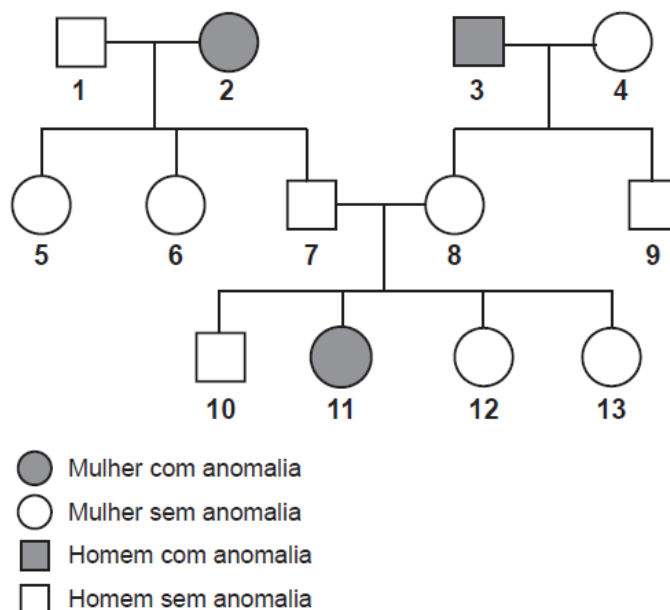 1 2 3 4
5 6 7 8 9
10 11 12 13
Mulher com anomalia
Mulher sem anomalia
Homem com anomalia
Homem sem anomalia